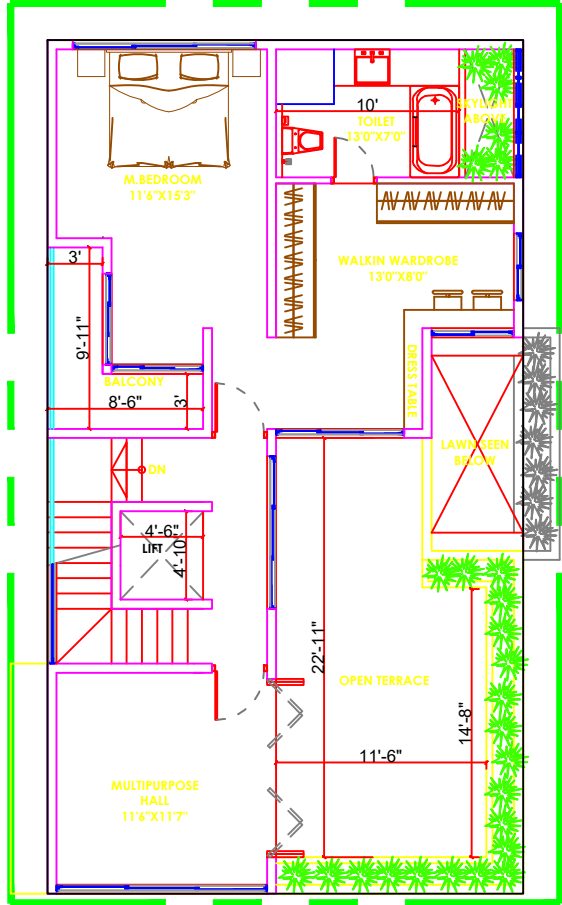 10'
TOILET
13'0"X7'0"
SKYLIGHT
ABOVE
M.BEDROOM
11'6"X15'3"
WALKIN WARDROBE
13'0"X8'0"
3'
9'-11"
BALCONY
8'-6"
3'
DRESS TABLE
LAWN SEEN
BELOW
DN
4'-6"
LIFT
4'-10"
22'-11"
OPEN TERRACE
14'-8"
11'-6"
MULTIPURPOSE
HALL
11'6"X11'7"